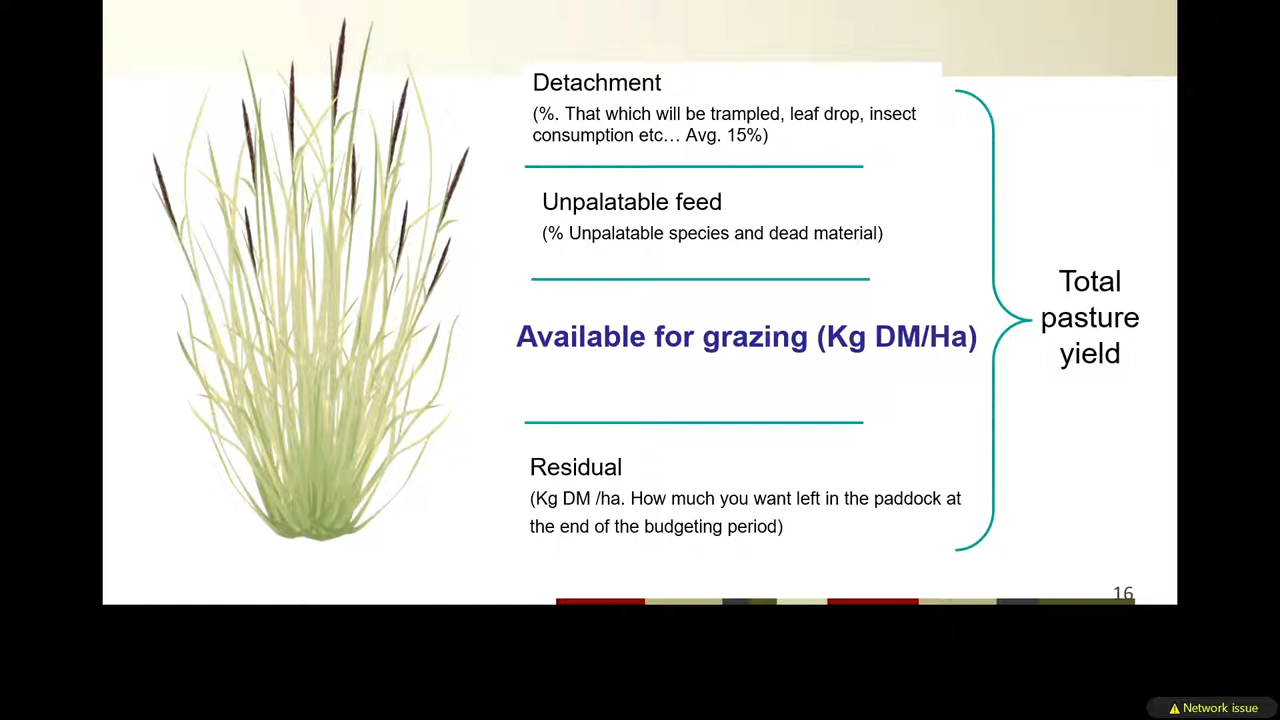 Detachment
(%. That which will be trampled, leaf drop, insect
consumption etc… Avg. 15%)
Unpalatable feed
(% Unpalatable species and dead material)
Available for grazing (Kg DM/Ha)
Total
pasture
yield
Residual
(Kg DM /ha. How much you want left in the paddock at
the end of the budgeting period)
16
Network issue